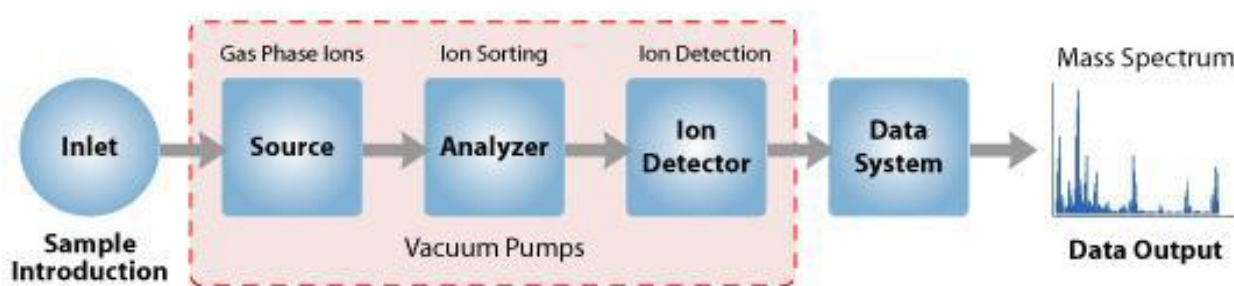 Gas Phase Ions
Ion Sorting
Ion Detection
Mass Spectrum
Inlet
Source
Analyzer
Ion
Detector
Data
System
Sample
Introduction
Vacuum Pumps
Data Output